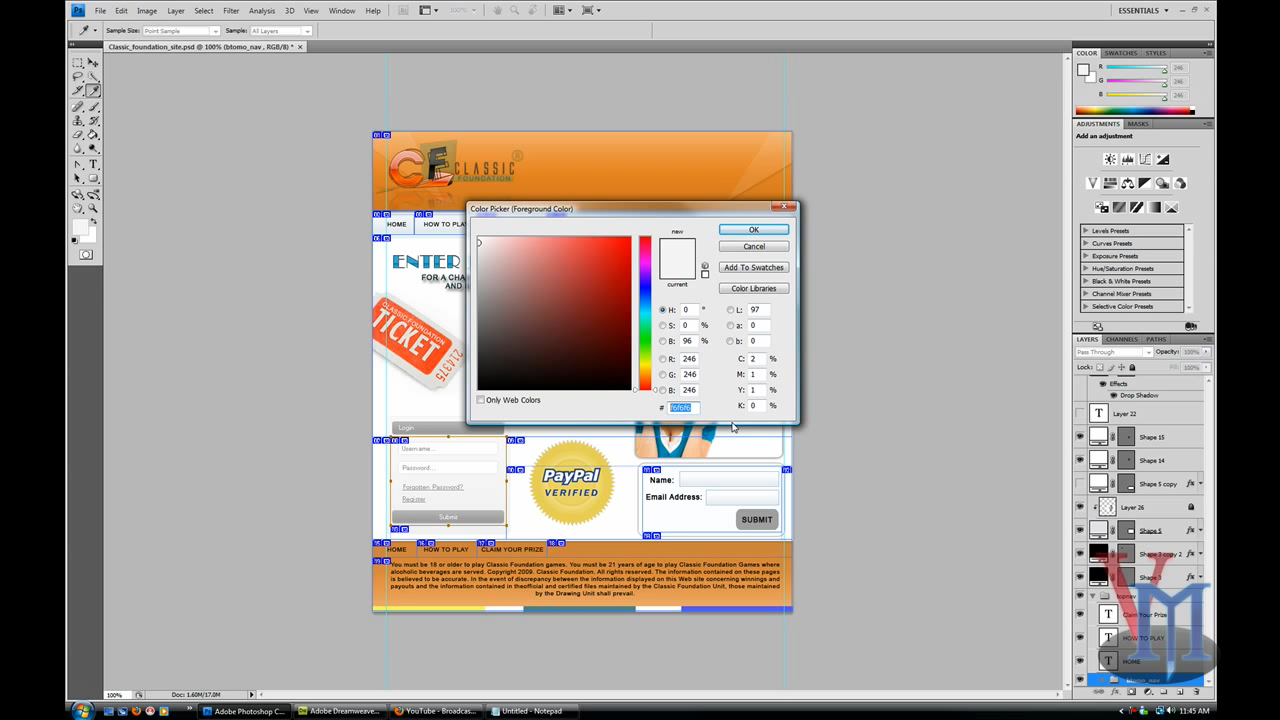 File Edit Image Layer Select Filter Analysis 3D View Window Help 100% ESSENTIALS
Sample Size: Point Sample Sample: All Layers
Classic_foundation_site.psd @ 100% (btomo_nav , RGB/8) *
COLOR SWATCHES STYLES
R 246
G 246
B 246
ADJUSTMENTS MASKS
Add an adjustment
Levels Presets
Curves Presets
Exposure Presets
Hue/Saturation Presets
Black & White Presets
Channel Mixer Presets
Selective Color Presets
LAYERS CHANNELS PATHS
Pass Through Opacity: 100%
Lock: Fill: 100%
Effects
Drop Shadow
Layer 22
Shape 15
Shape 14
Shape 5 copy
Layer 26
Shape 5
Shape 3 copy 2
Shape 3
topnav
Claim Your Prize
HOW TO PLAY
HOME
btomo_nav
VM
CF CLASSIC ®
FOUNDATION
HOME HOW TO PLAY
ENTER
FOR A CHA
AND
CLASSIC FOUNDATION
TICKET
214375
Color Picker (Foreground Color)
new
current
OK
Cancel
Add To Swatches
Color Libraries
H: 0 ° L: 97
S: 0 % a: 0
B: 96 % b: 0
R: 246 C: 2 %
G: 246 M: 1 %
B: 246 Y: 1 %
# f6f6f6 K: 0 %
Only Web Colors
Login
Username...
Password...
Forgotten Password?
Register
Submit
PayPal
VERIFIED
Name:
Email Address:
SUBMIT
HOME HOW TO PLAY CLAIM YOUR PRIZE
You must be 18 or older to play Classic Foundation games. You must be 21 years of age to play Classic Foundation Games where
alcoholic beverages are served. Copyright 2009. Classic Foundation. All rights reserved. The information contained on these pages
is believed to be accurate. In the event of discrepancy between the information displayed on this Web site concerning winnings and
payouts and the information contained in theofficial and certified files maintained by the Classic Foundation Unit, those maintained
by the Drawing Unit shall prevail.
100% Doc: 1.60M/17.0M
Adobe Photoshop C... Adobe Dreamweave... YouTube - Broadcas... Untitled - Notepad 11:45 AM